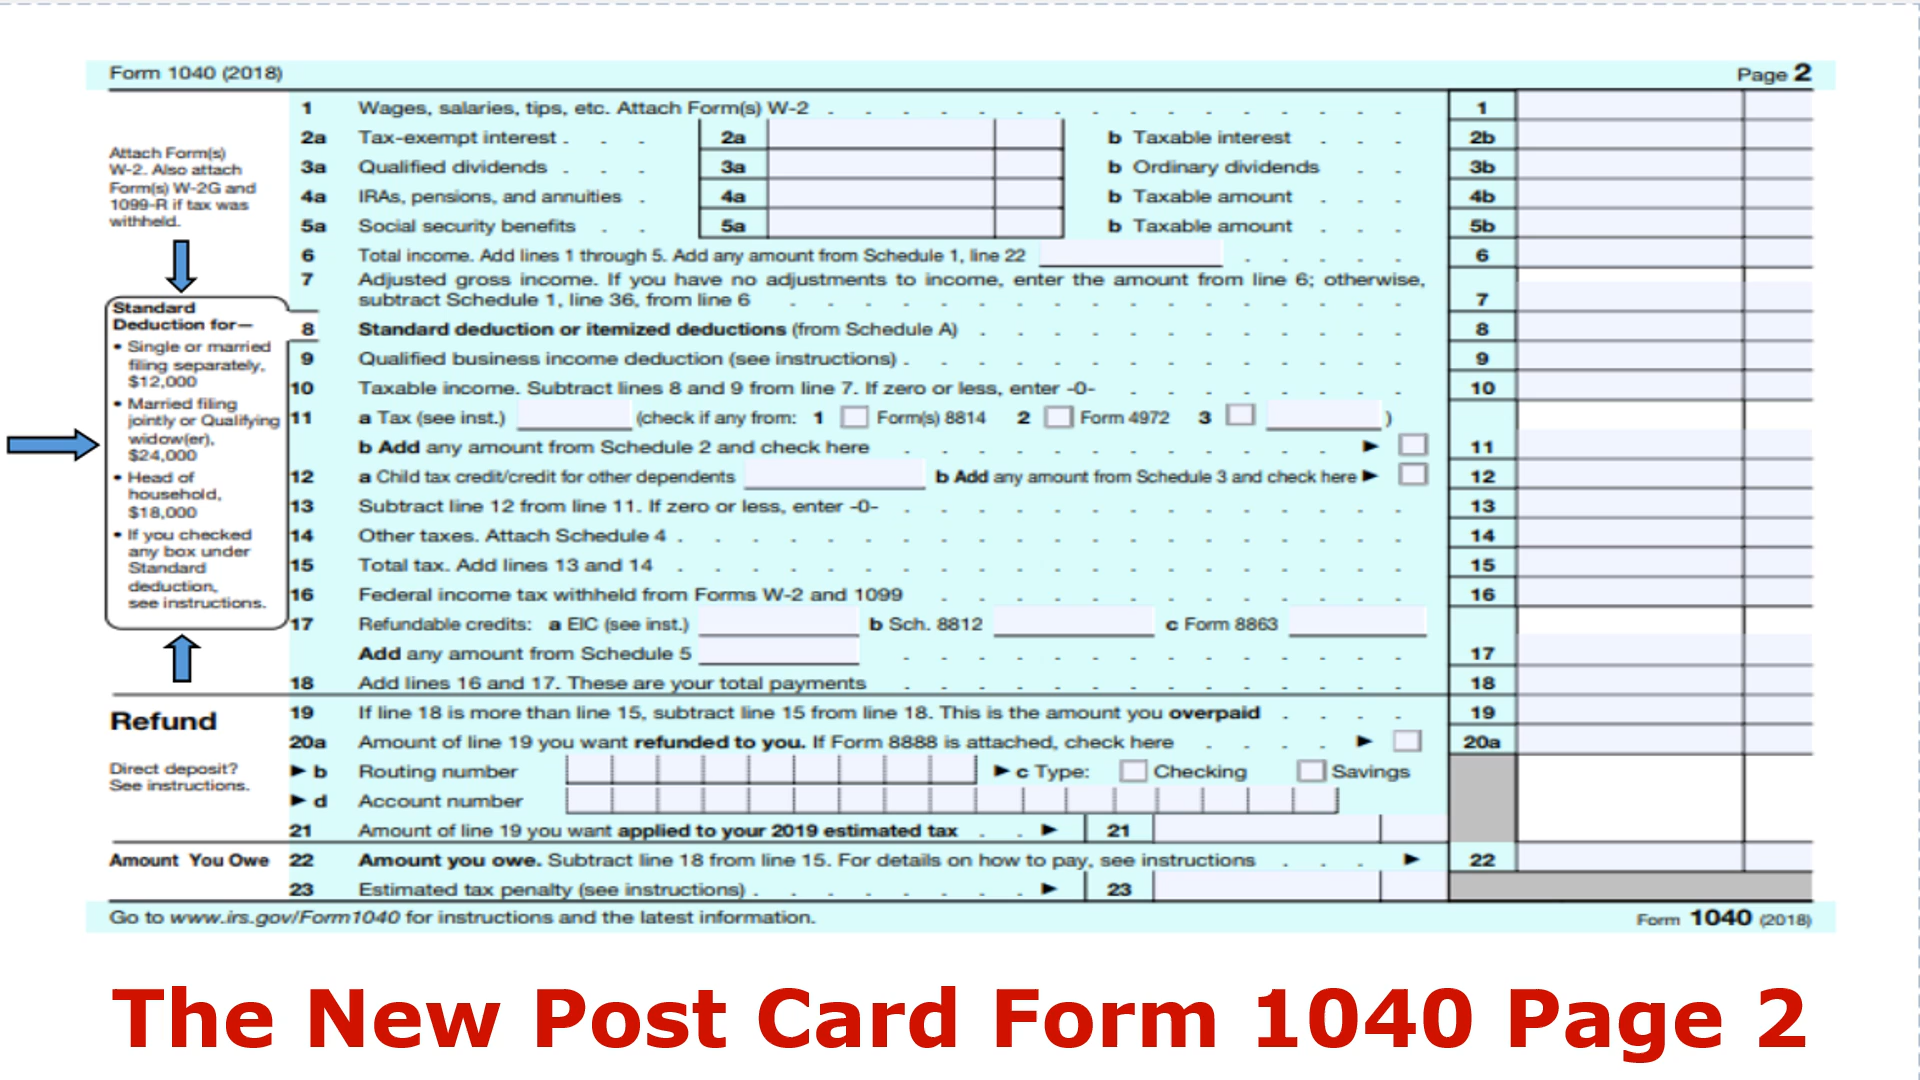 Form 1040 (2018) Page 2
1 Wages, salaries, tips, etc. Attach Form(s) W-2 . . . . . . . . . . . . . . . . 1
Attach Form(s)
W-2. Also attach
Form(s) W-2G and
1099-R if tax was
withheld.
2a Tax-exempt interest . . . 2a b Taxable interest . . . 2b
3a Qualified dividends . . . 3a b Ordinary dividends . . 3b
4a IRAs, pensions, and annuities . 4a b Taxable amount . . . 4b
5a Social security benefits . . 5a b Taxable amount . . . 5b
6 Total income. Add lines 1 through 5. Add any amount from Schedule 1, line 22 . . . . . 6
7 Adjusted gross income. If you have no adjustments to income, enter the amount from line 6; otherwise,
subtract Schedule 1, line 36, from line 6 . . . . . . . . . . . . . . . . . 7
Standard
Deduction for—
• Single or married
filing separately,
$12,000
• Married filing
jointly or Qualifying
widow(er),
$24,000
• Head of
household,
$18,000
• If you checked
any box under
Standard
deduction,
see instructions.
8 Standard deduction or itemized deductions (from Schedule A) . . . . . . . . . . . . 8
9 Qualified business income deduction (see instructions) . . . . . . . . . . . . . . 9
10 Taxable income. Subtract lines 8 and 9 from line 7. If zero or less, enter -0- . . . . . . . . 10
11 a Tax (see inst.) (check if any from: 1 Form(s) 8814 2 Form 4972 3 )
b Add any amount from Schedule 2 and check here . . . . . . . . . . . . ► 11
12 a Child tax credit/credit for other dependents b Add any amount from Schedule 3 and check here ► 12
13 Subtract line 12 from line 11. If zero or less, enter -0- . . . . . . . . . . . . . . 13
14 Other taxes. Attach Schedule 4 . . . . . . . . . . . . . . . . . . . . 14
15 Total tax. Add lines 13 and 14 . . . . . . . . . . . . . . . . . . . . 15
16 Federal income tax withheld from Forms W-2 and 1099 . . . . . . . . . . . . . 16
17 Refundable credits: a EIC (see inst.) b Sch. 8812 c Form 8863
Add any amount from Schedule 5 . . . . . . . . . . . . . . 17
18 Add lines 16 and 17. These are your total payments . . . . . . . . . . . . . . 18
Refund
19 If line 18 is more than line 15, subtract line 15 from line 18. This is the amount you overpaid . . . . 19
20a Amount of line 19 you want refunded to you. If Form 8888 is attached, check here . . . . ► 20a
Direct deposit?
See instructions.
► b Routing number ► c Type: Checking Savings
► d Account number
21 Amount of line 19 you want applied to your 2019 estimated tax . . ► 21
Amount You Owe 22 Amount you owe. Subtract line 18 from line 15. For details on how to pay, see instructions . . . ► 22
23 Estimated tax penalty (see instructions) . . . . . . . . ► 23
Go to www.irs.gov/Form1040 for instructions and the latest information. Form 1040 (2018)
The New Post Card Form 1040 Page 2